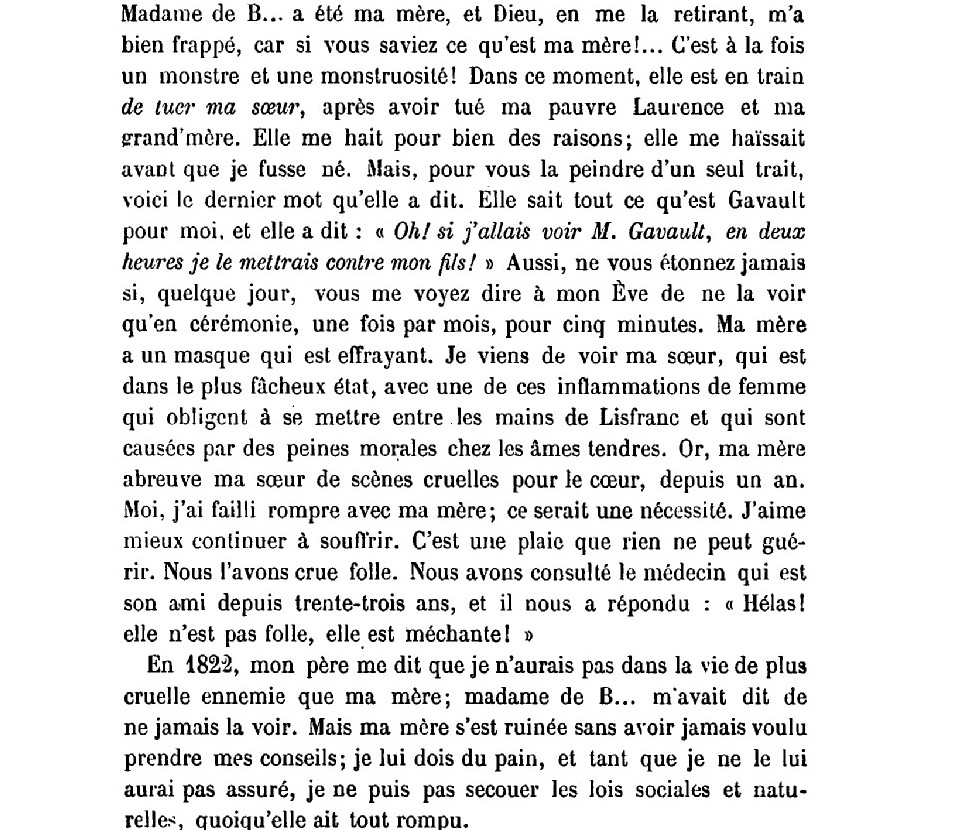 Madame de B... a été ma mère, et Dieu, en me la retirant, m'a
bien frappé, car si vous saviez ce qu'est ma mère!... C'est à la fois
un monstre et une monstruosité! Dans ce moment, elle est en train
de tuer ma sœur, après avoir tué ma pauvre Laurence et ma
grand'mère. Elle me hait pour bien des raisons; elle me haïssait
avant que je fusse né. Mais, pour vous la peindre d'un seul trait,
voici le dernier mot qu'elle a dit. Elle sait tout ce qu'est Gavault
pour moi, et elle a dit : « Oh! si j'allais voir M. Gavault, en deux
heures je le mettrais contre mon fils! » Aussi, ne vous étonnez jamais
si, quelque jour, vous me voyez dire à mon Ève de ne la voir
qu'en cérémonie, une fois par mois, pour cinq minutes. Ma mère
a un masque qui est effrayant. Je viens de voir ma sœur, qui est
dans le plus fâcheux état, avec une de ces inflammations de femme
qui obligent à se mettre entre les mains de Lisfranc et qui sont
causées par des peines morales chez les âmes tendres. Or, ma mère
abreuve ma sœur de scènes cruelles pour le cœur, depuis un an.
Moi, j'ai failli rompre avec ma mère; ce serait une nécessité. J'aime
mieux continuer à souffrir. C'est une plaie que rien ne peut gué-
rir. Nous l'avons crue folle. Nous avons consulté le médecin qui est
son ami depuis trente-trois ans, et il nous a répondu : « Hélas!
elle n'est pas folle, elle est méchante! »
En 1822, mon père me dit que je n'aurais pas dans la vie de plus
cruelle ennemie que ma mère; madame de B... m'avait dit de
ne jamais la voir. Mais ma mère s'est ruinée sans avoir jamais voulu
prendre mes conseils; je lui dois du pain, et tant que je ne le lui
aurai pas assuré, je ne puis pas secouer les lois sociales et natu-
relles, quoiqu'elle ait tout rompu.